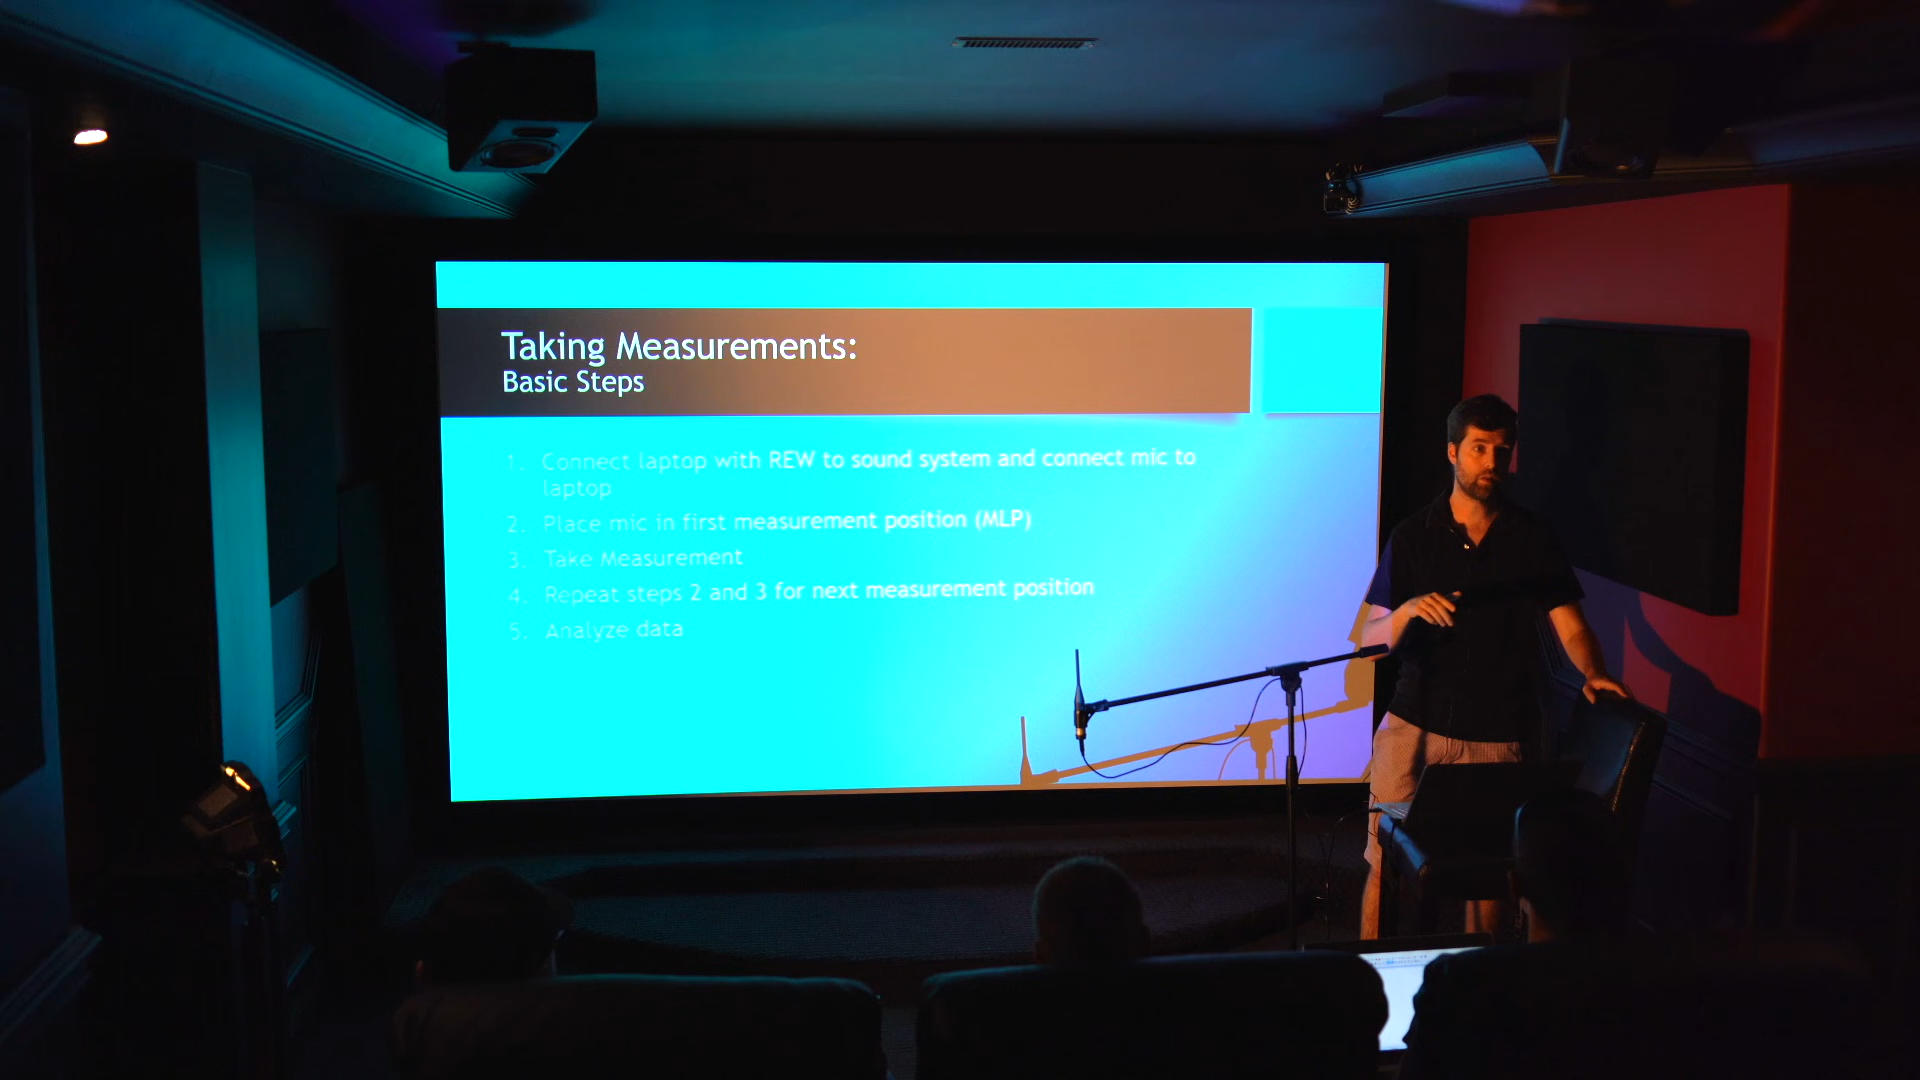 Taking Measurements:
Basic Steps
1. Connect laptop with REW to sound system and connect mic to
laptop
2. Place mic in first measurement position (MLP)
3. Take Measurement
4. Repeat steps 2 and 3 for next measurement position
5. Analyze data